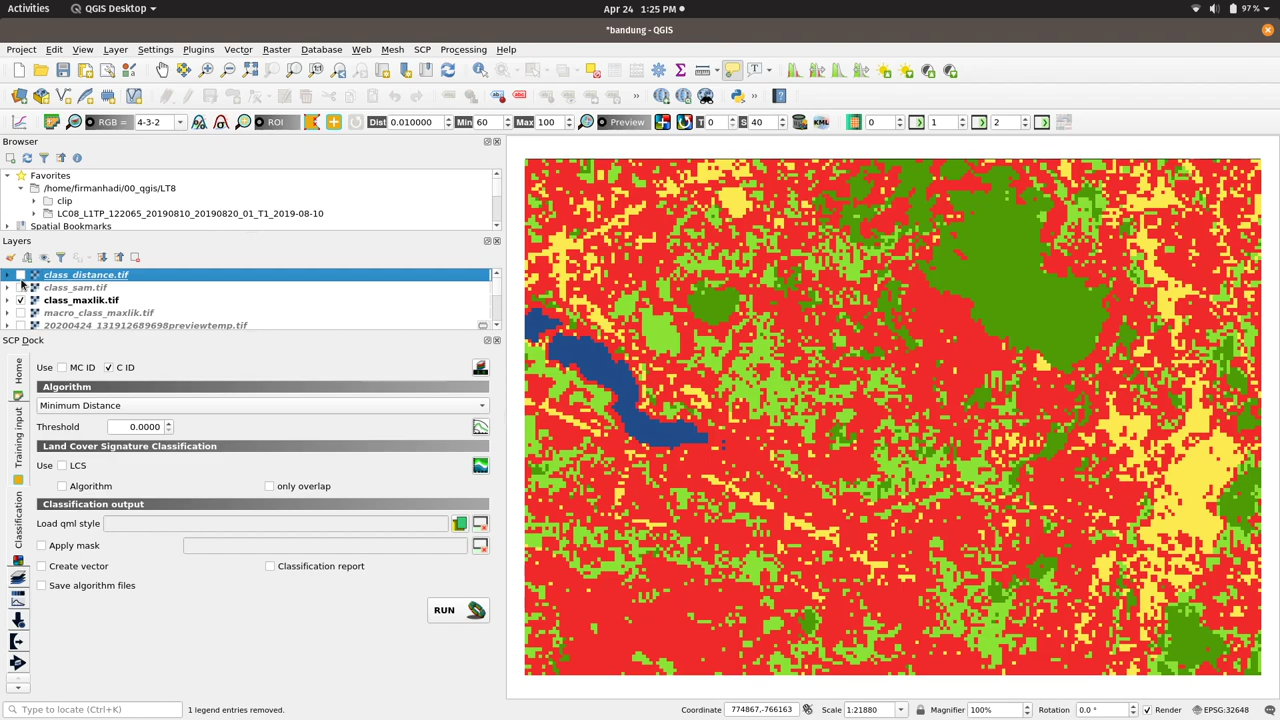 Activities QGIS Desktop Apr 24 1:25 PM 97 %
*bandung - QGIS
Project Edit View Layer Settings Plugins Vector Raster Database Web Mesh SCP Processing Help
RGB = 4-3-2 ROI Dist 0.010000 Min 60 Max 100 Preview T 0 S 40 KML 0 1 2
Browser
Favorites
/home/firmanhadi/00_qgis/LT8
clip
LC08_L1TP_122065_20190810_20190820_01_T1_2019-08-10
Spatial Bookmarks
Layers
class_distance.tif
class_sam.tif
class_maxlik.tif
macro_class_maxlik.tif
20200424_131912689698previewtemp.tif
SCP Dock
Home
Training input
Classification
Use MC ID C ID
Algorithm
Minimum Distance
Threshold 0.0000
Land Cover Signature Classification
Use LCS
Algorithm only overlap
Classification output
Load qml style
Apply mask
Create vector Classification report
Save algorithm files
RUN
Type to locate (Ctrl+K) 1 legend entries removed. Coordinate 774867,-766163 Scale 1:21880 Magnifier 100% Rotation 0.0 ° Render EPSG:32648